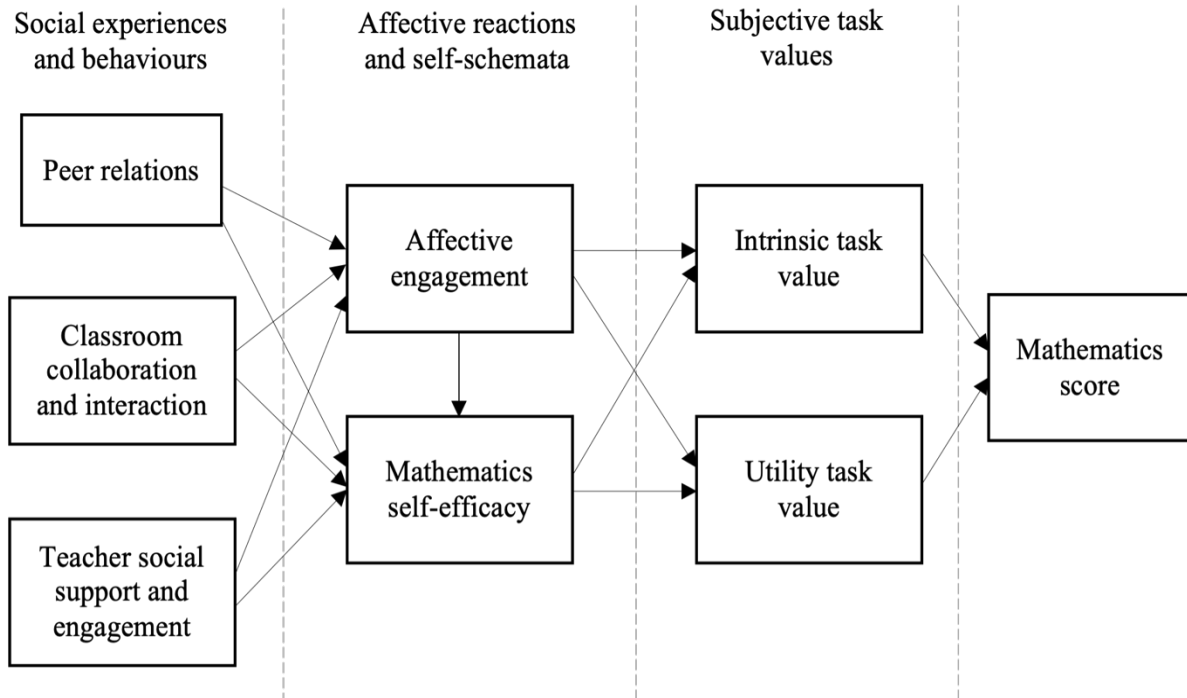 Social experiences
and behaviours
Affective reactions
and self-schemata
Subjective task
values
Peer relations
Classroom
collaboration
and interaction
Teacher social
support and
engagement
Affective
engagement
Mathematics
self-efficacy
Intrinsic task
value
Utility task
value
Mathematics
score